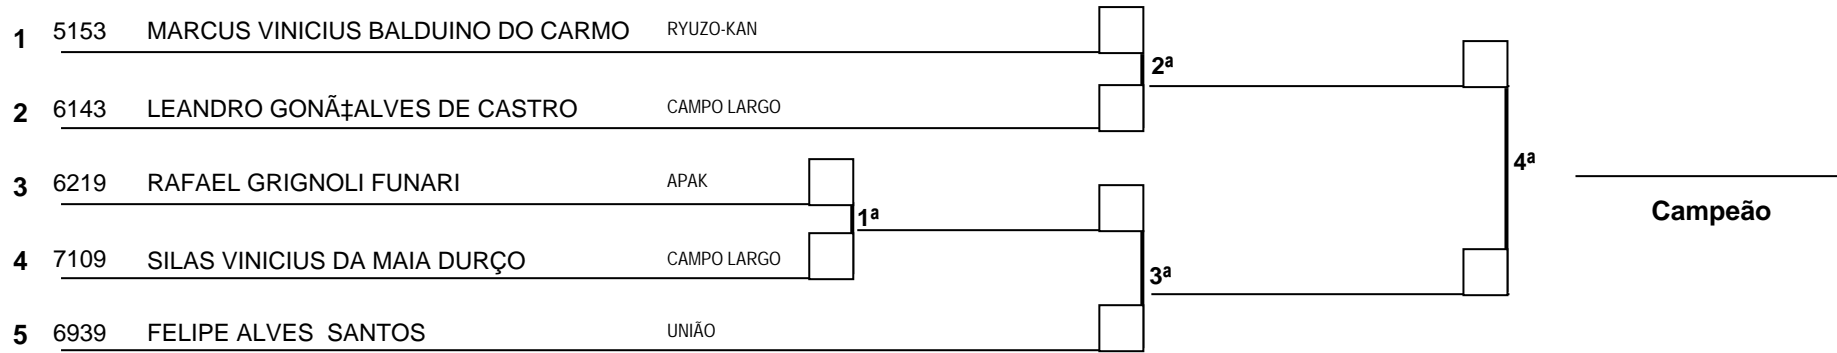 1 5153 MARCUS VINICIUS BALDUINO DO CARMO RYUZO-KAN
2ª
2 6143 LEANDRO GONÃ‡ALVES DE CASTRO CAMPO LARGO
3 6219 RAFAEL GRIGNOLI FUNARI APAK
4ª
1ª
Campeão
4 7109 SILAS VINICIUS DA MAIA DURÇO CAMPO LARGO
3ª
5 6939 FELIPE ALVES  SANTOS UNIÃO